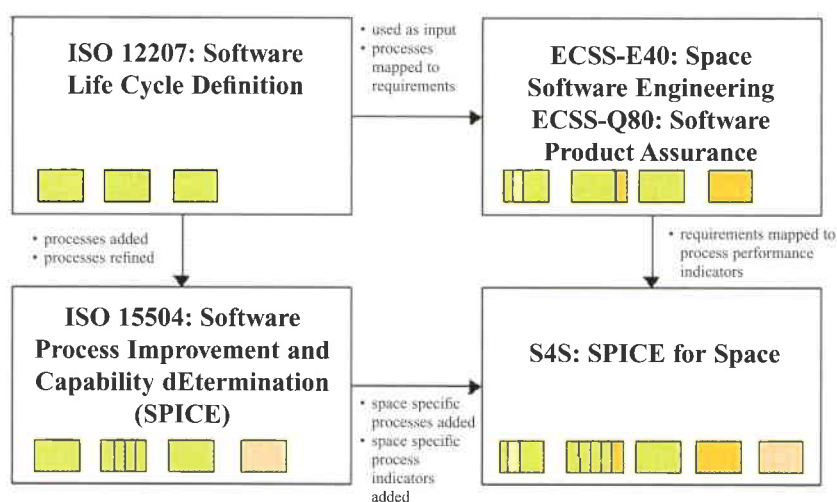 ISO 12207: Software
Life Cycle Definition
• used as input
• processes
mapped to
requirements
ECSS-E40: Space
Software Engineering
ECSS-Q80: Software
Product Assurance
• processes added
• processes refined
• requirements mapped to
process performance
indicators
ISO 15504: Software
Process Improvement and
Capability dEtermination
(SPICE)
• space specific
processes added
• space specific
process
indicators
added
S4S: SPICE for Space